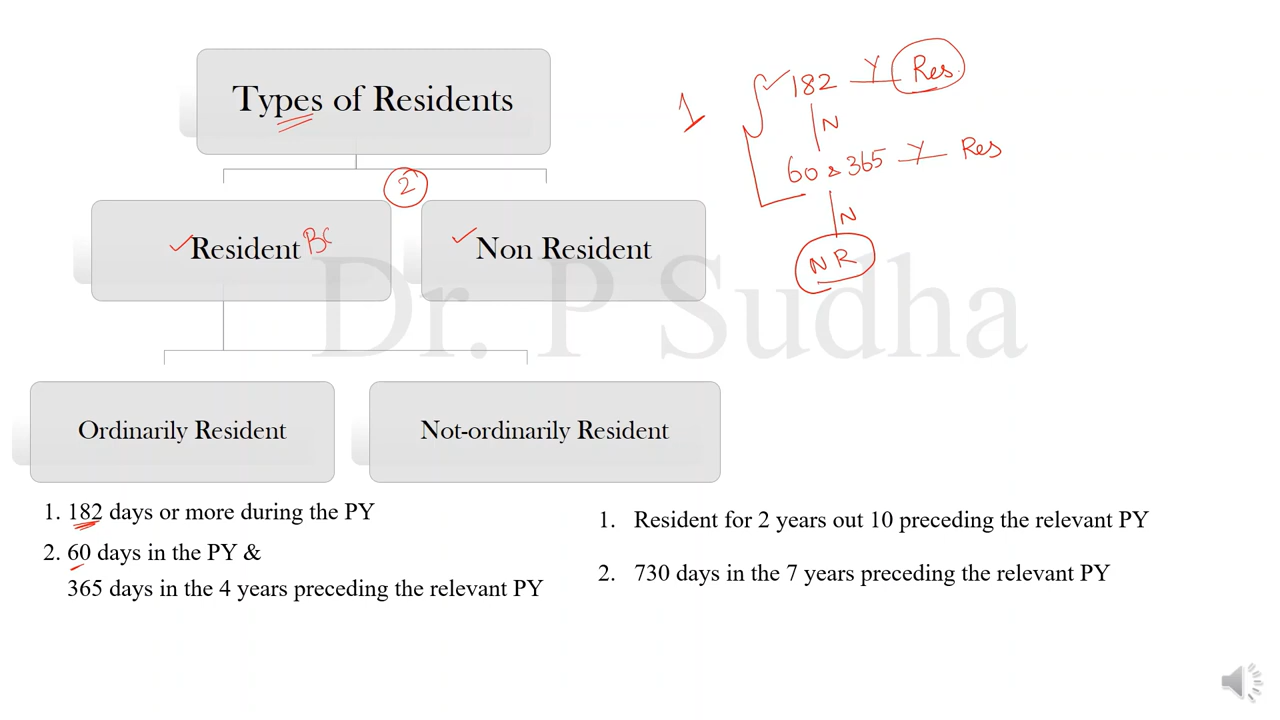 Types of Residents
2
Resident BC
Non Resident
Ordinarily Resident
Not-ordinarily Resident
1. 182 days or more during the PY
2. 60 days in the PY &
365 days in the 4 years preceding the relevant PY
1. Resident for 2 years out 10 preceding the relevant PY
2. 730 days in the 7 years preceding the relevant PY
1
182 Y Res.
N
60 & 365 Y Res
N
NR
Dr. P Sudha